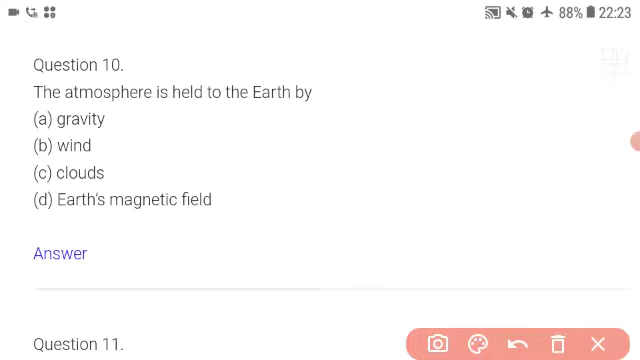 88% 22:23
Question 10.
The atmosphere is held to the Earth by
(a) gravity
(b) wind
(c) clouds
(d) Earth's magnetic field
Answer
Question 11.